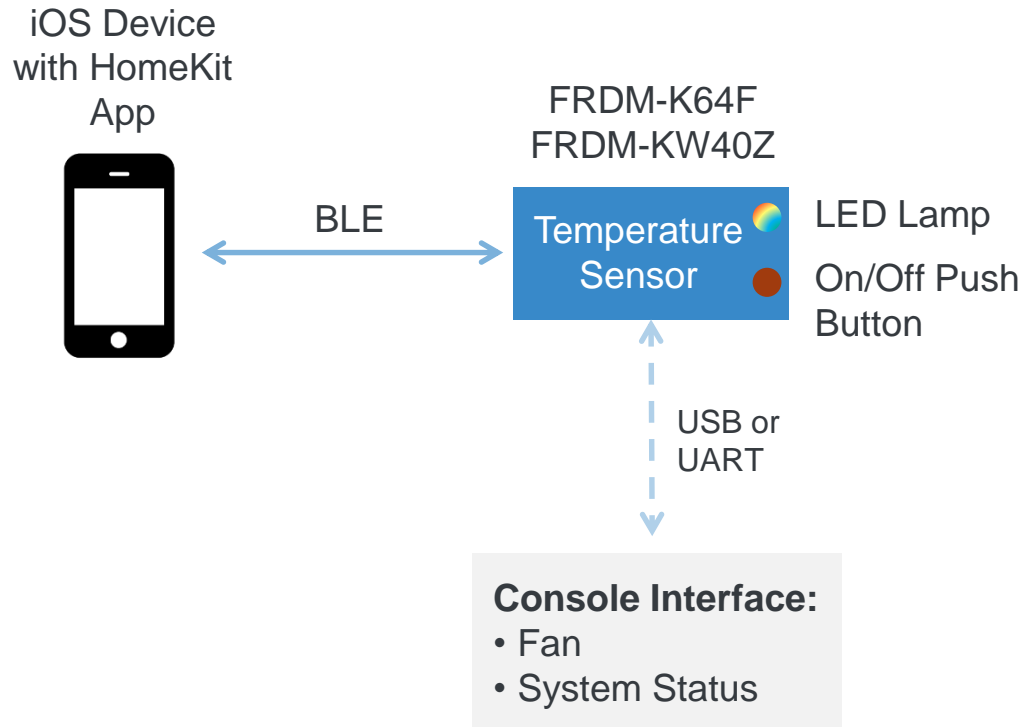 iOS Device
with HomeKit
App
BLE
FRDM-K64F
FRDM-KW40Z
Temperature
Sensor
LED Lamp
On/Off Push
Button
USB or
UART
Console Interface:
• Fan
• System Status